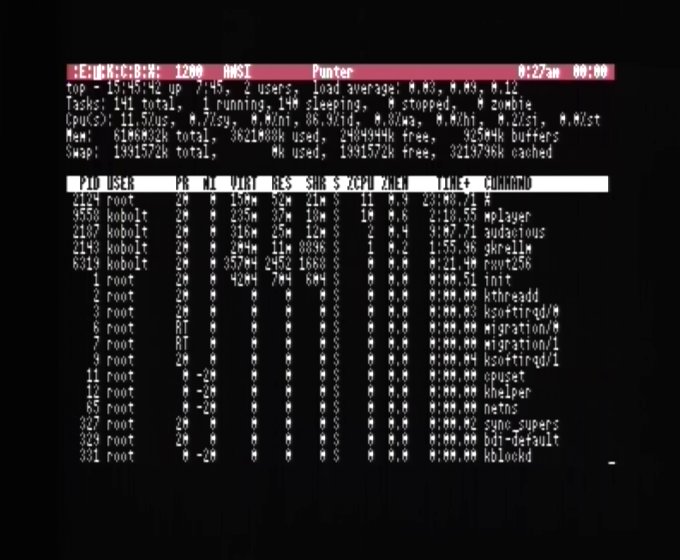 :E:U:K:C:B:X: 1200 ANSI Punter 0:27am 00:00
top - 15:45:42 up 7:45, 2 users, load average: 0.03, 0.09, 0.12
Tasks: 141 total, 1 running, 140 sleeping, 0 stopped, 0 zombie
Cpu(s): 11.5%us, 0.7%sy, 0.0%ni, 86.9%id, 0.8%wa, 0.0%hi, 0.2%si, 0.0%st
Mem: 6106032k total, 3621088k used, 2484944k free, 32504k buffers
Swap: 1991572k total, 0k used, 1991572k free, 3219796k cached
PID USER PR NI VIRT RES SHR S %CPU %MEM TIME+ COMMAND
2124 root 20 0 150m 52m 21m S 11 0.9 23:08.71 X
9558 kobolt 20 0 235m 37m 18m S 10 0.6 2:18.55 mplayer
2187 kobolt 20 0 316m 25m 12m S 2 0.4 9:07.71 audacious
2143 kobolt 20 0 204m 11m 8896 S 1 0.2 1:55.96 gkrellm
6319 kobolt 20 0 35704 2452 1668 S 0 0.0 0:21.40 rxvt256
1 root 20 0 4204 704 604 S 0 0.0 0:00.51 init
2 root 20 0 0 0 0 S 0 0.0 0:00.00 kthreadd
3 root 20 0 0 0 0 S 0 0.0 0:00.03 ksoftirqd/0
6 root RT 0 0 0 0 S 0 0.0 0:00.00 migration/0
7 root RT 0 0 0 0 S 0 0.0 0:00.00 migration/1
9 root 20 0 0 0 0 S 0 0.0 0:00.04 ksoftirqd/1
11 root 0 -20 0 0 0 S 0 0.0 0:00.00 cpuset
12 root 0 -20 0 0 0 S 0 0.0 0:00.00 khelper
65 root 0 -20 0 0 0 S 0 0.0 0:00.00 netns
327 root 20 0 0 0 0 S 0 0.0 0:00.02 sync_supers
329 root 20 0 0 0 0 S 0 0.0 0:00.00 bdi-default
331 root 0 -20 0 0 0 S 0 0.0 0:00.00 kblockd